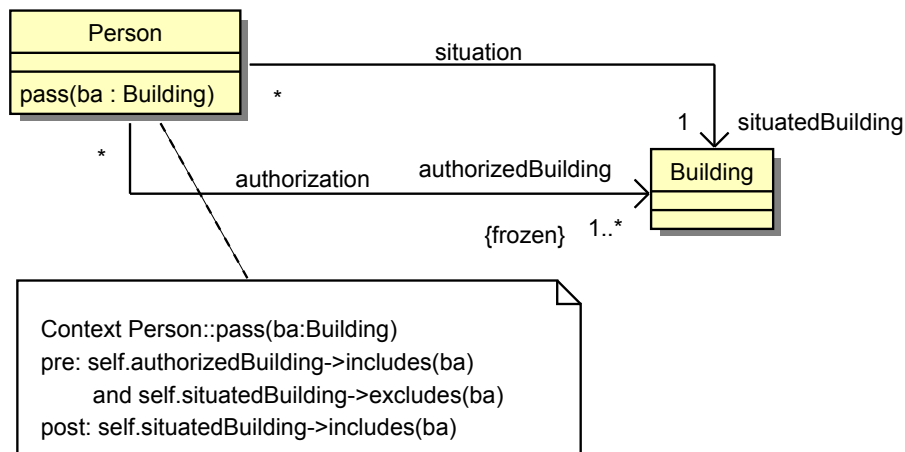 Person
pass(ba : Building)
situation
*
1
situatedBuilding
*
authorization
authorizedBuilding
Building
{frozen}
1..*
Context Person::pass(ba:Building)
pre: self.authorizedBuilding->includes(ba)
and self.situatedBuilding->excludes(ba)
post: self.situatedBuilding->includes(ba)